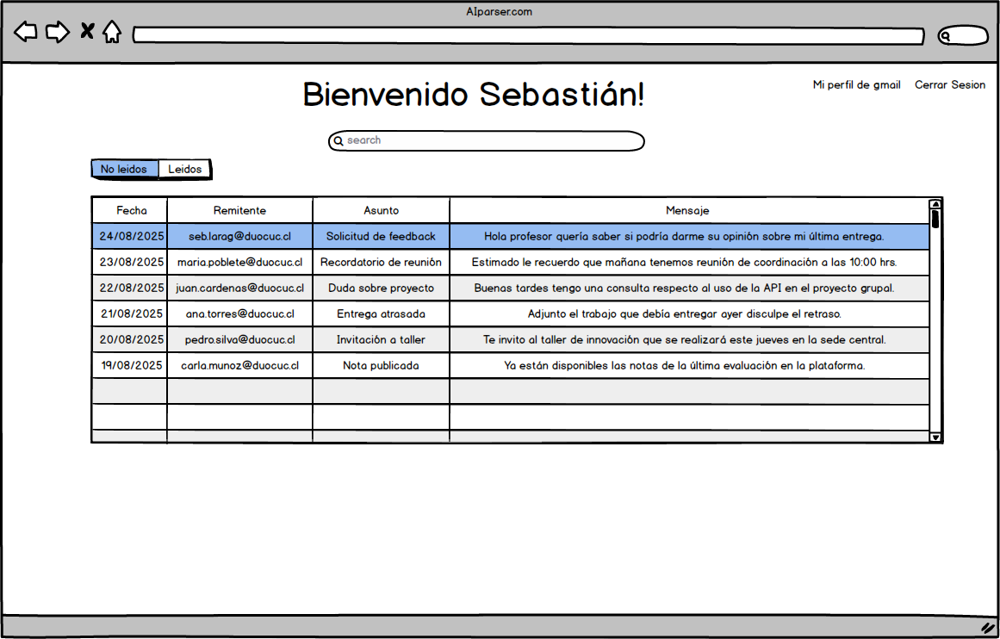 AIparser.com
Mi perfil de gmail Cerrar Sesion
Bienvenido Sebastián!
search
No leidos Leidos
Fecha Remitente Asunto Mensaje
24/08/2025 seb.larag@duocuc.cl Solicitud de feedback Hola profesor quería saber si podría darme su opinión sobre mi última entrega.
23/08/2025 maria.poblete@duocuc.cl Recordatorio de reunión Estimado le recuerdo que mañana tenemos reunión de coordinación a las 10:00 hrs.
22/08/2025 juan.cardenas@duocuc.cl Duda sobre proyecto Buenas tardes tengo una consulta respecto al uso de la API en el proyecto grupal.
21/08/2025 ana.torres@duocuc.cl Entrega atrasada Adjunto el trabajo que debía entregar ayer disculpe el retraso.
20/08/2025 pedro.silva@duocuc.cl Invitación a taller Te invito al taller de innovación que se realizará este jueves en la sede central.
19/08/2025 carla.munoz@duocuc.cl Nota publicada Ya están disponibles las notas de la última evaluación en la plataforma.